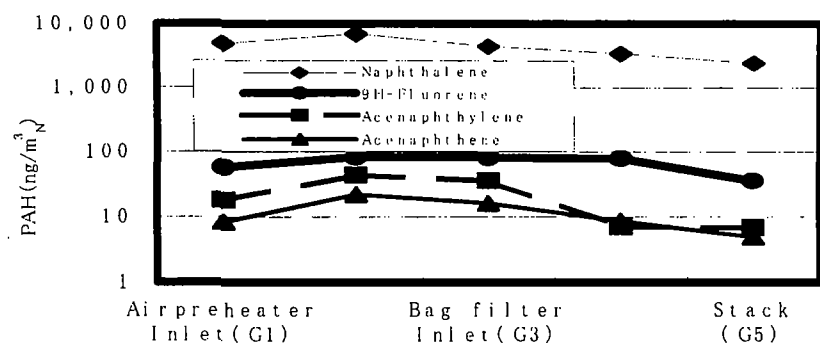 10,000
1,000
100
10
1
PAH(ng/m³N)
Naphthalene
9H-Fluorene
Acenaphthylene
Acenaphthene
Airpreheater
Inlet(G1)
Bag filter
Inlet(G3)
Stack
(G5)